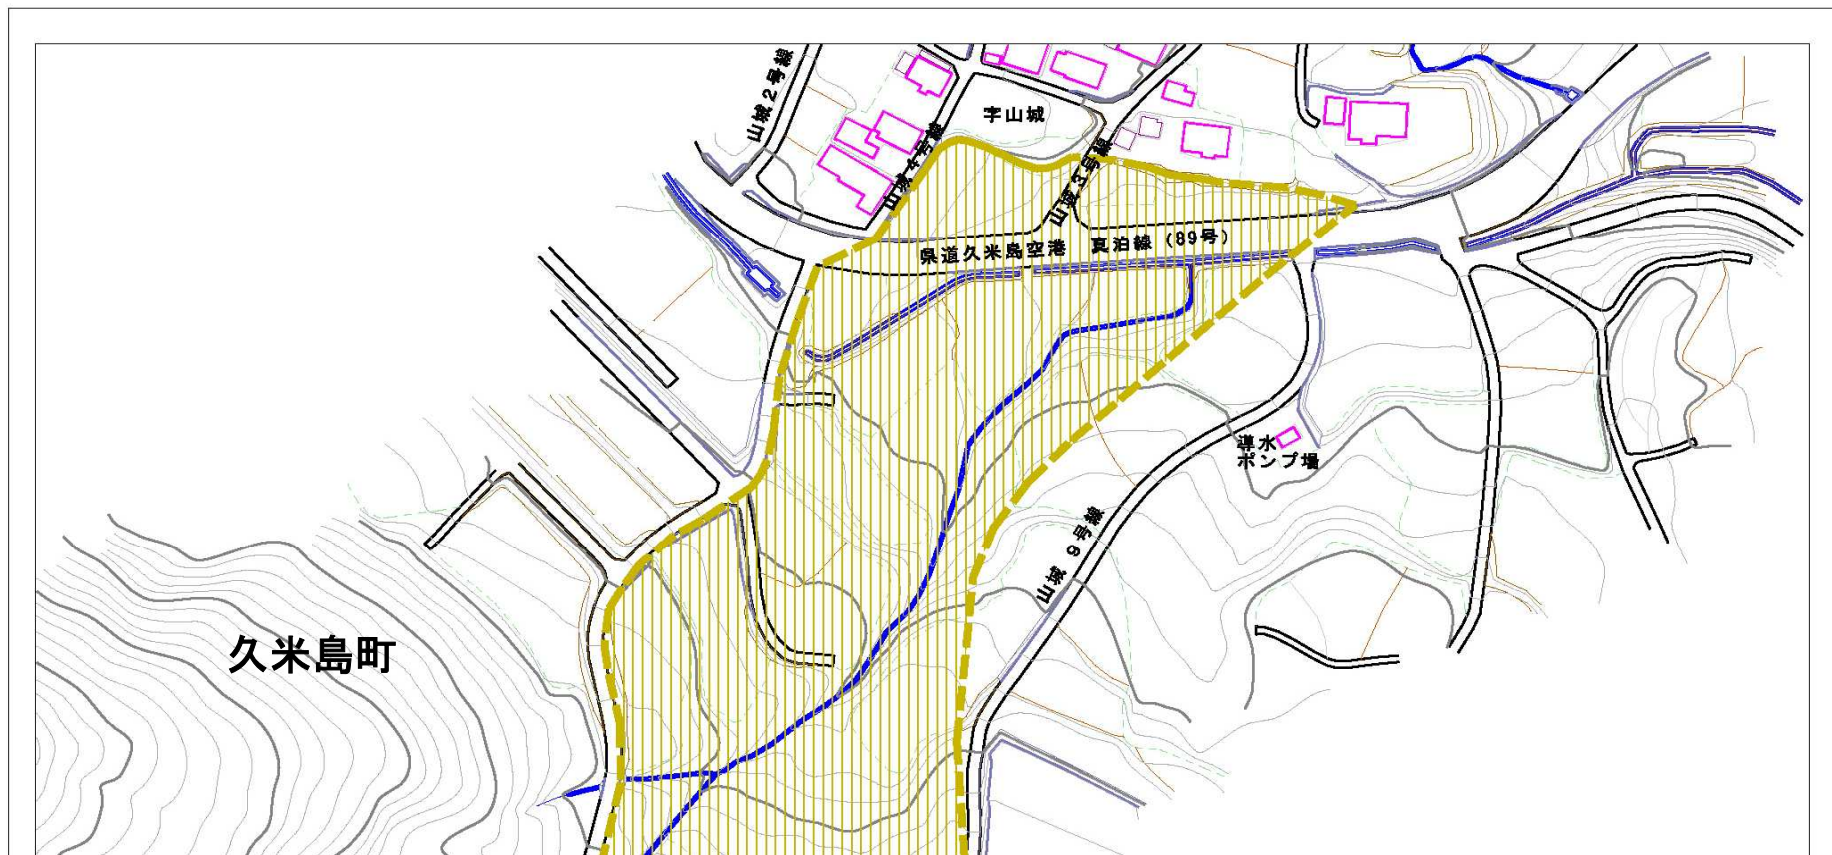 山城2号線
字山城
山城4号線
山城3号線
県道久米島空港 真泊線 (89号)
導水
ポンプ場
山城 9号線
久米島町